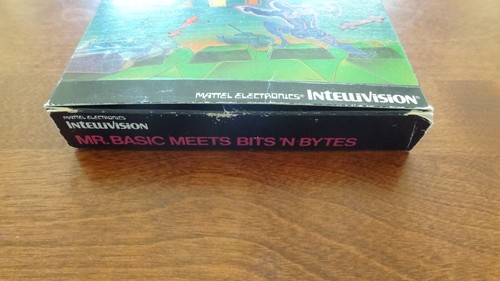 MATTEL ELECTRONICS® INTELLIVISION®
MATTEL ELECTRONICS
INTELLIVISION
MR. BASIC MEETS BITS 'N BYTES